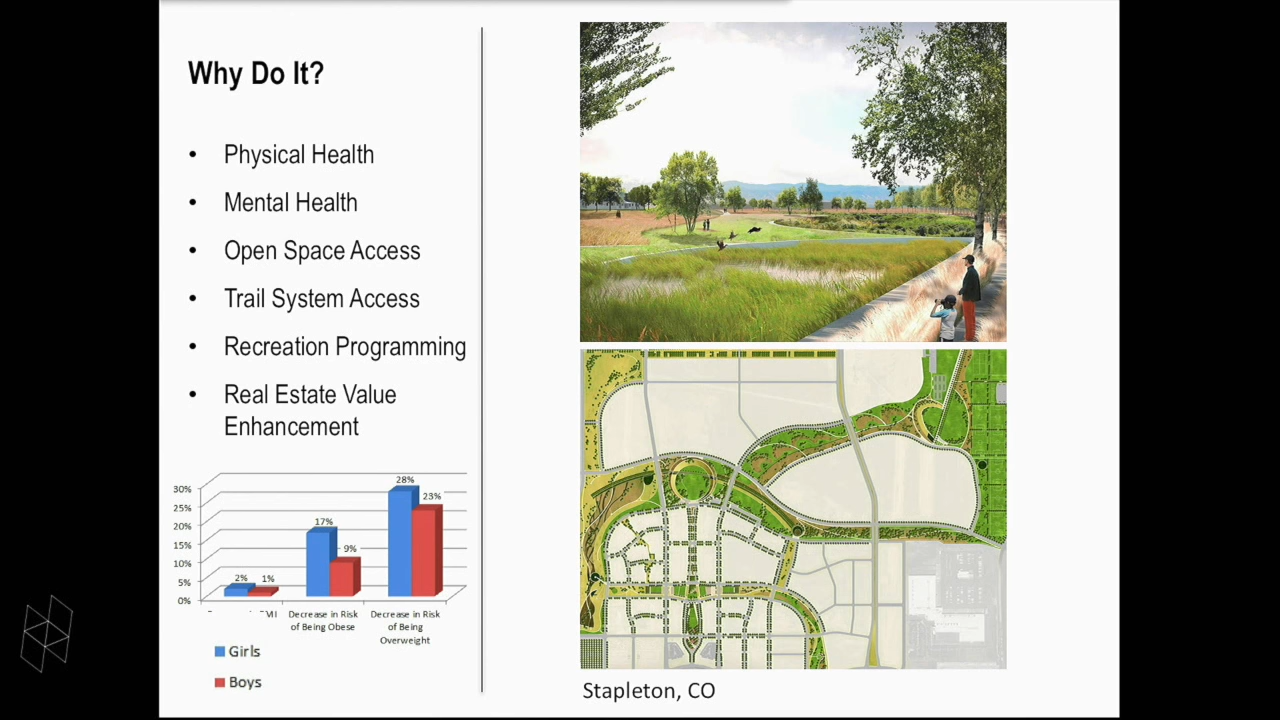 Why Do It?
• Physical Health
• Mental Health
• Open Space Access
• Trail System Access
• Recreation Programming
• Real Estate Value
Enhancement
30%
25%
20%
15%
10%
5%
0%
2%
1%
17%
9%
28%
23%
Decrease in Risk
of Being Obese
Decrease in Risk
of Being
Overweight
Girls
Boys
Stapleton, CO